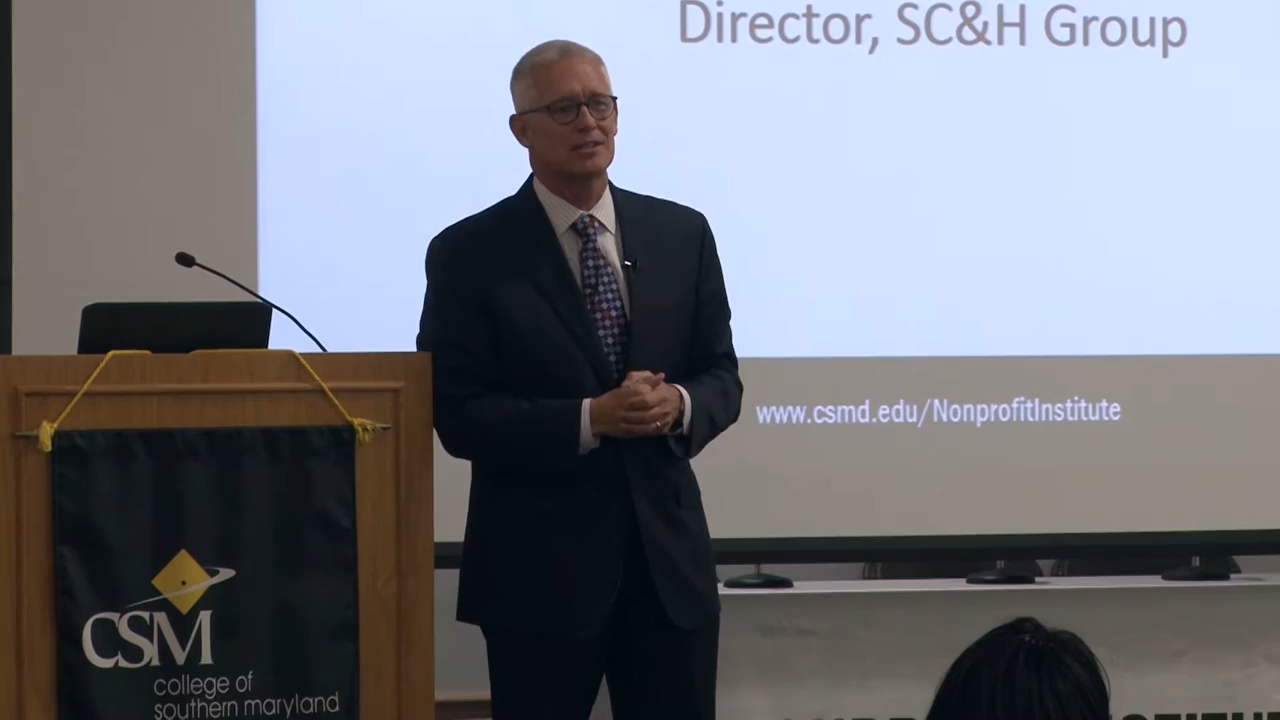 Director, SC&H Group
www.csmd.edu/NonprofitInstitute
CSM
college of
southern maryland